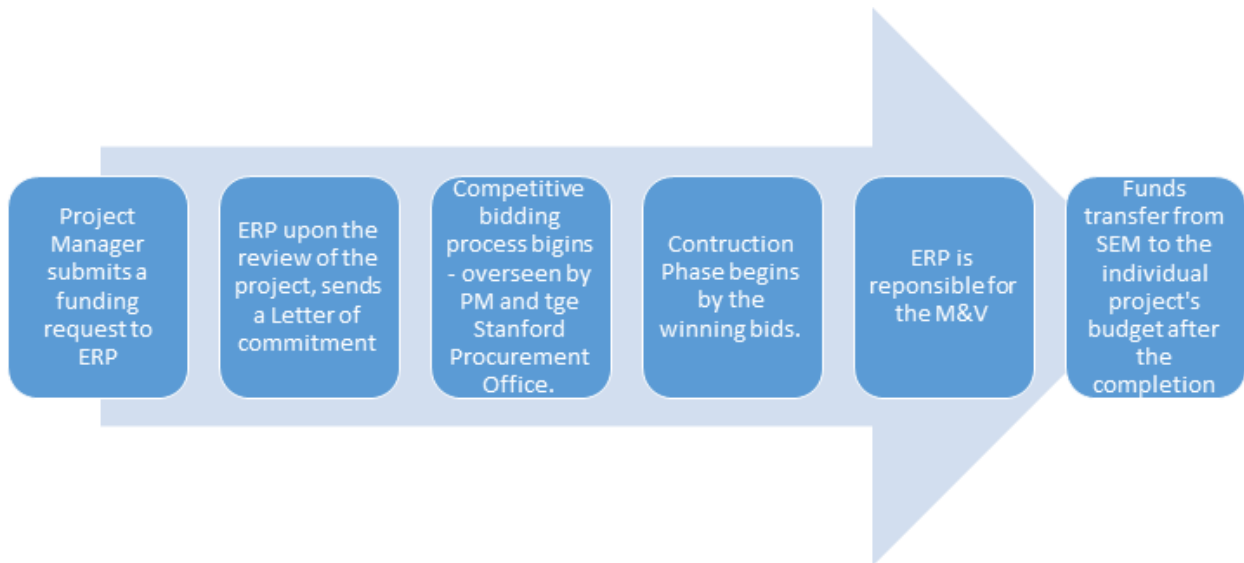 Project
Manager
submits a
funding
request to
ERP
ERP upon the
review of the
project, sends
a Letter of
commitment
Competitive
bidding
process bigins
- overseen by
PM and tge
Stanford
Procurement
Office.
Contruction
Phase begins
by the
winning bids.
ERP is
reponsible for
the M&V
Funds
transfer from
SEM to the
individual
project's
budget after
the
completion